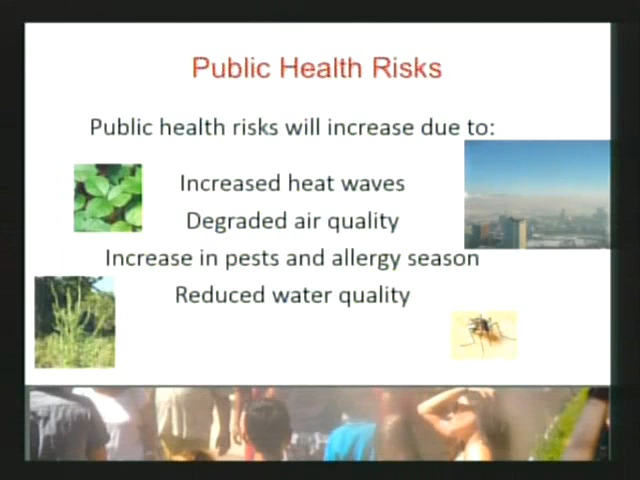 Public Health Risks
Public health risks will increase due to:
Increased heat waves
Degraded air quality
Increase in pests and allergy season
Reduced water quality